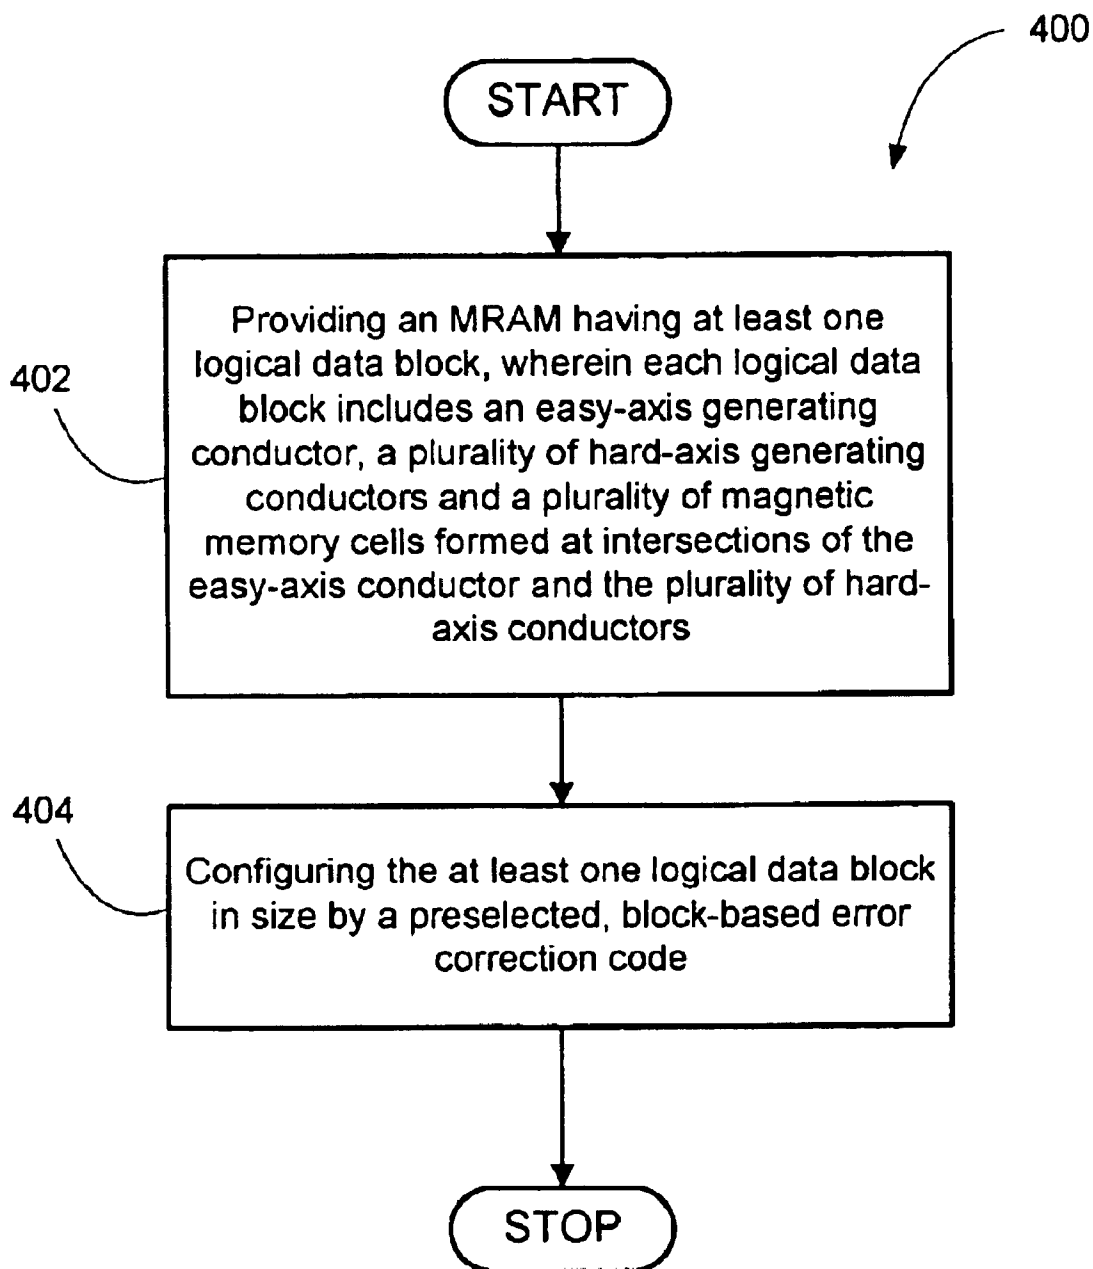 400
START
402
Providing an MRAM having at least one
logical data block, wherein each logical data
block includes an easy-axis generating
conductor, a plurality of hard-axis generating
conductors and a plurality of magnetic
memory cells formed at intersections of the
easy-axis conductor and the plurality of hard-
axis conductors
404
Configuring the at least one logical data block
in size by a preselected, block-based error
correction code
STOP